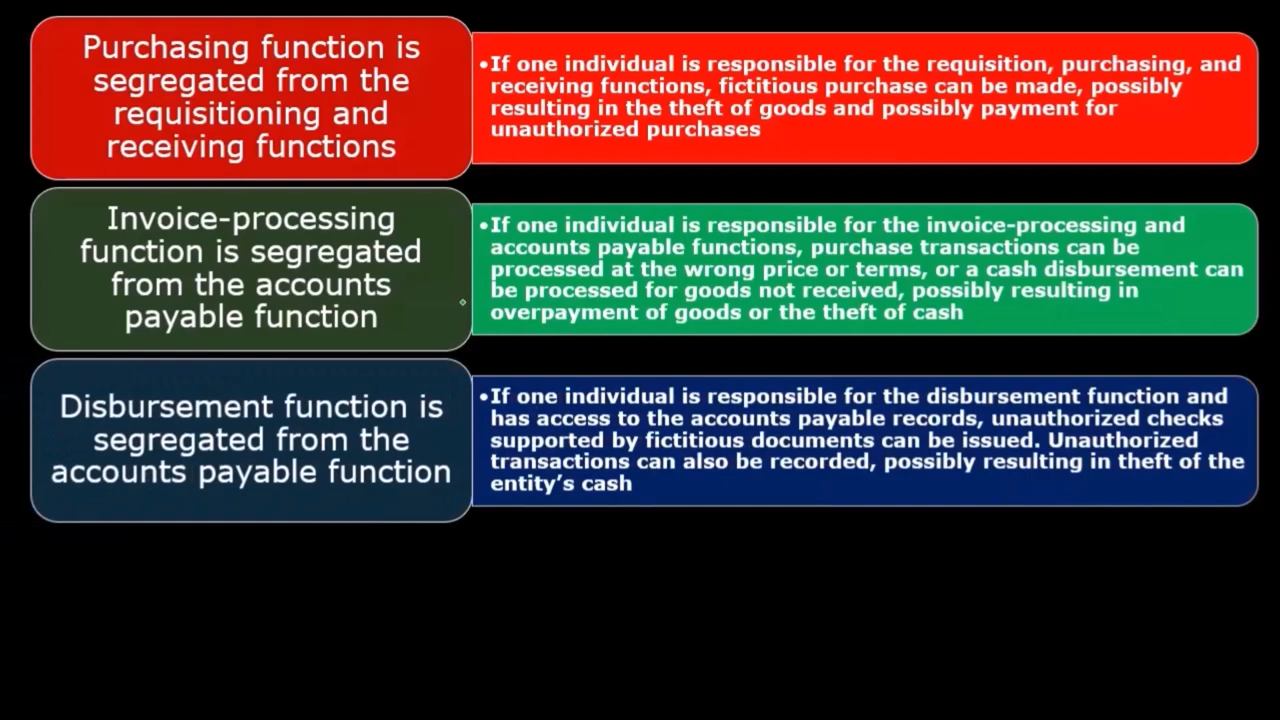 Purchasing function is
segregated from the
requisitioning and
receiving functions
•If one individual is responsible for the requisition, purchasing, and
receiving functions, fictitious purchase can be made, possibly
resulting in the theft of goods and possibly payment for
unauthorized purchases
Invoice-processing
function is segregated
from the accounts
payable function
•If one individual is responsible for the invoice-processing and
accounts payable functions, purchase transactions can be
processed at the wrong price or terms, or a cash disbursement can
be processed for goods not received, possibly resulting in
overpayment of goods or the theft of cash
Disbursement function is
segregated from the
accounts payable function
•If one individual is responsible for the disbursement function and
has access to the accounts payable records, unauthorized checks
supported by fictitious documents can be issued. Unauthorized
transactions can also be recorded, possibly resulting in theft of the
entity’s cash